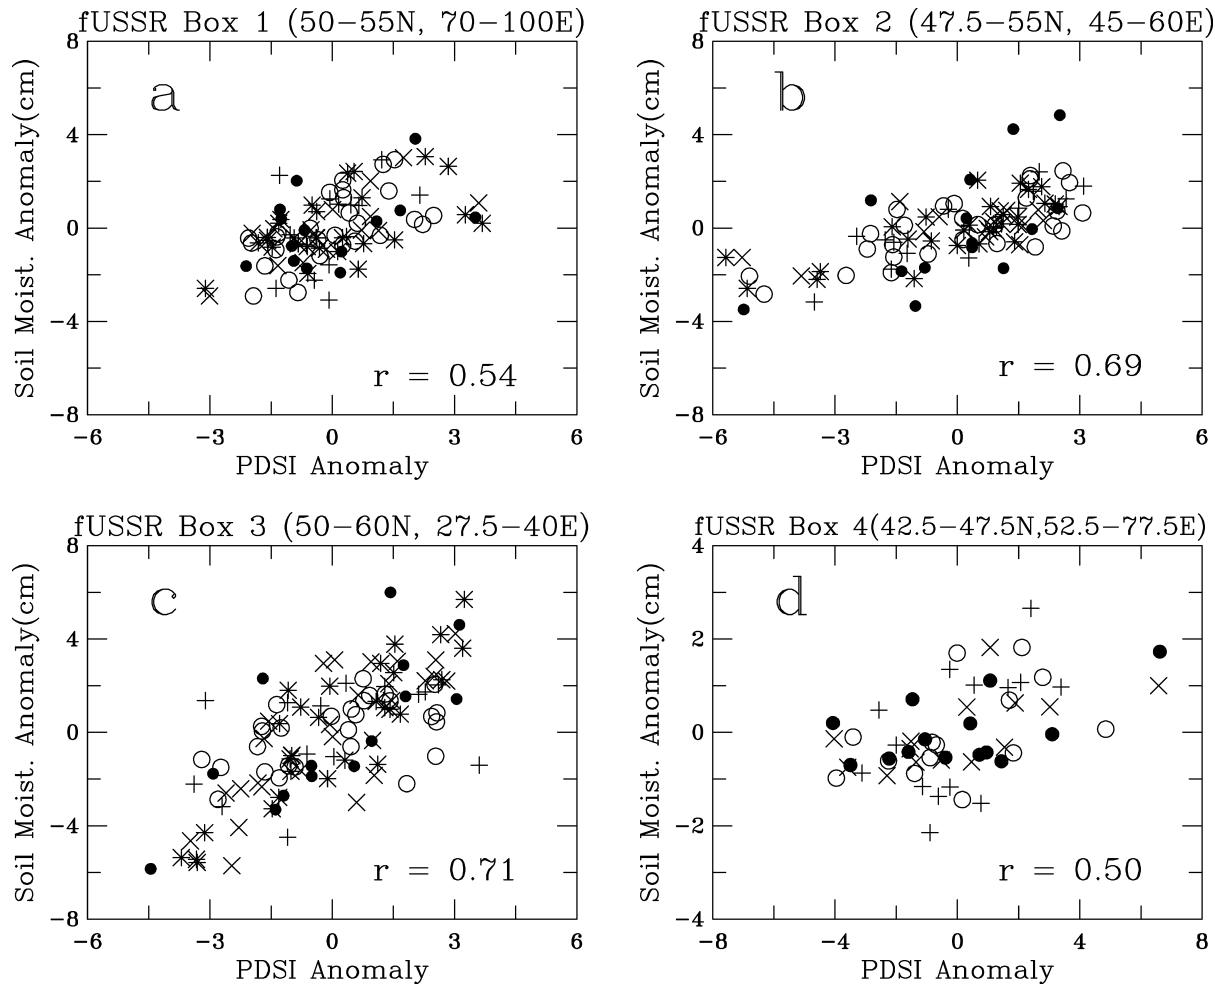 fUSSR Box 1 (50−55N, 70−100E)
a
8
4
0
−4
−8
Soil Moist. Anomaly(cm)
r = 0.54
−6 −3 0 3 6
PDSI Anomaly
fUSSR Box 2 (47.5−55N, 45−60E)
b
8
4
0
−4
−8
Soil Moist. Anomaly(cm)
r = 0.69
−6 −3 0 3 6
PDSI Anomaly
fUSSR Box 3 (50−60N, 27.5−40E)
c
8
4
0
−4
−8
Soil Moist. Anomaly(cm)
r = 0.71
−6 −3 0 3 6
PDSI Anomaly
fUSSR Box 4(42.5−47.5N,52.5−77.5E)
d
4
2
0
−2
−4
Soil Moist. Anomaly(cm)
r = 0.50
−8 −4 0 4 8
PDSI Anomaly